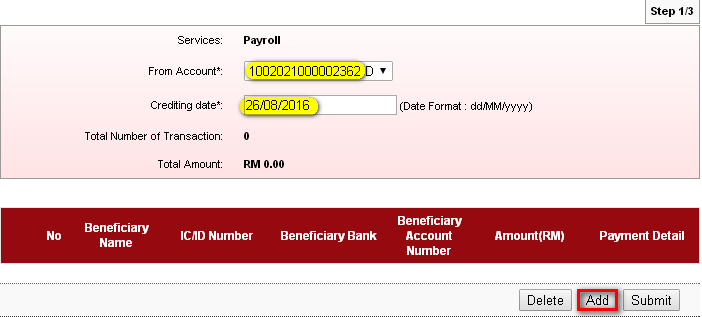 Step 1/3
Services: Payroll
From Account*: 1002021000002362 D
Crediting date*: 26/08/2016 (Date Format : dd/MM/yyyy)
Total Number of Transaction: 0
Total Amount: RM 0.00
No Beneficiary Name IC/ID Number Beneficiary Bank Beneficiary Account Number Amount(RM) Payment Detail
Delete Add Submit